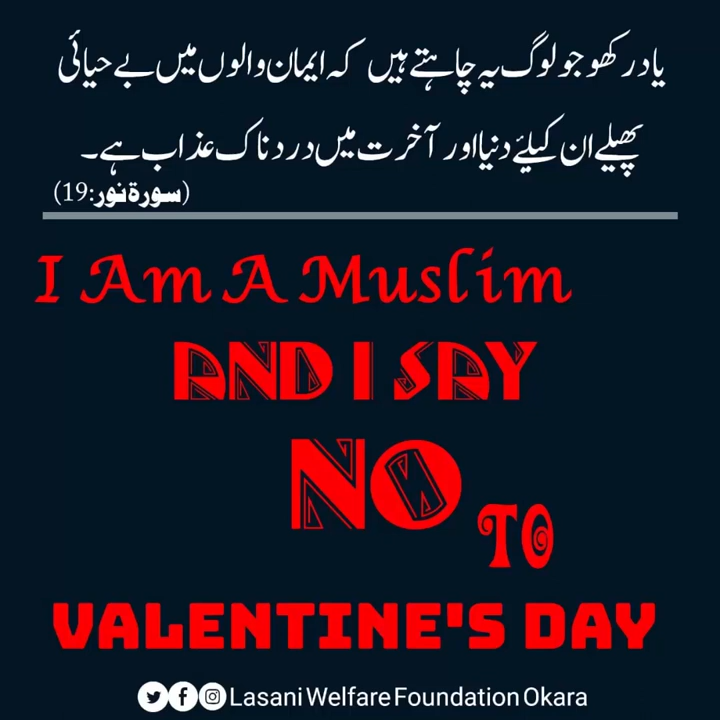 یاد رکھو جو لوگ یہ چاہتے ہیں کہ ایمان والوں میں بے حیائی
پھیلے ان کیلئے دنیا اور آخرت میں دردناک عذاب ہے۔
(سورۃ نور:19)
I Am A Muslim
AND I SAY
NO
TO
VALENTINE'S DAY
Lasani Welfare Foundation Okara